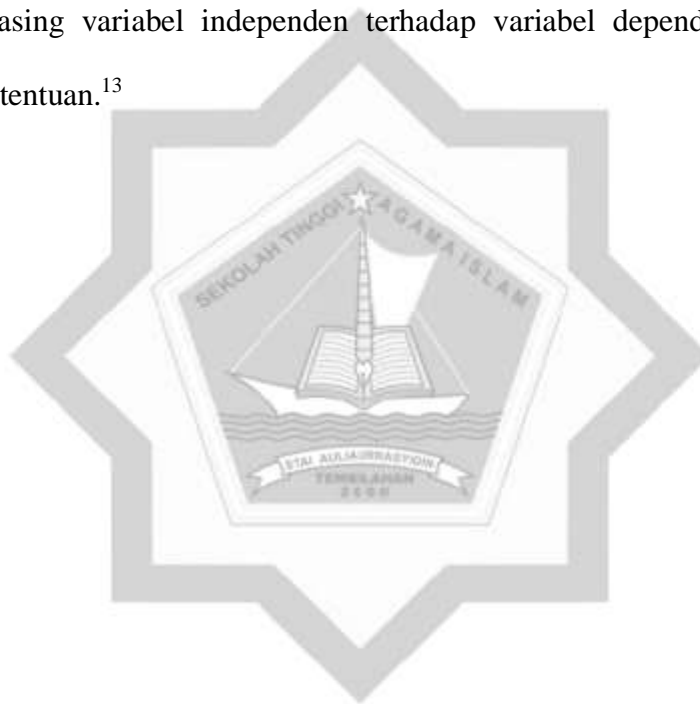 asing variabel independen terhadap variabel depend
tentuan.13
SEKOLAH TINGGI AGAMA ISLAM
STAI AULIAURRASYIDIN
TEMBILAHAN